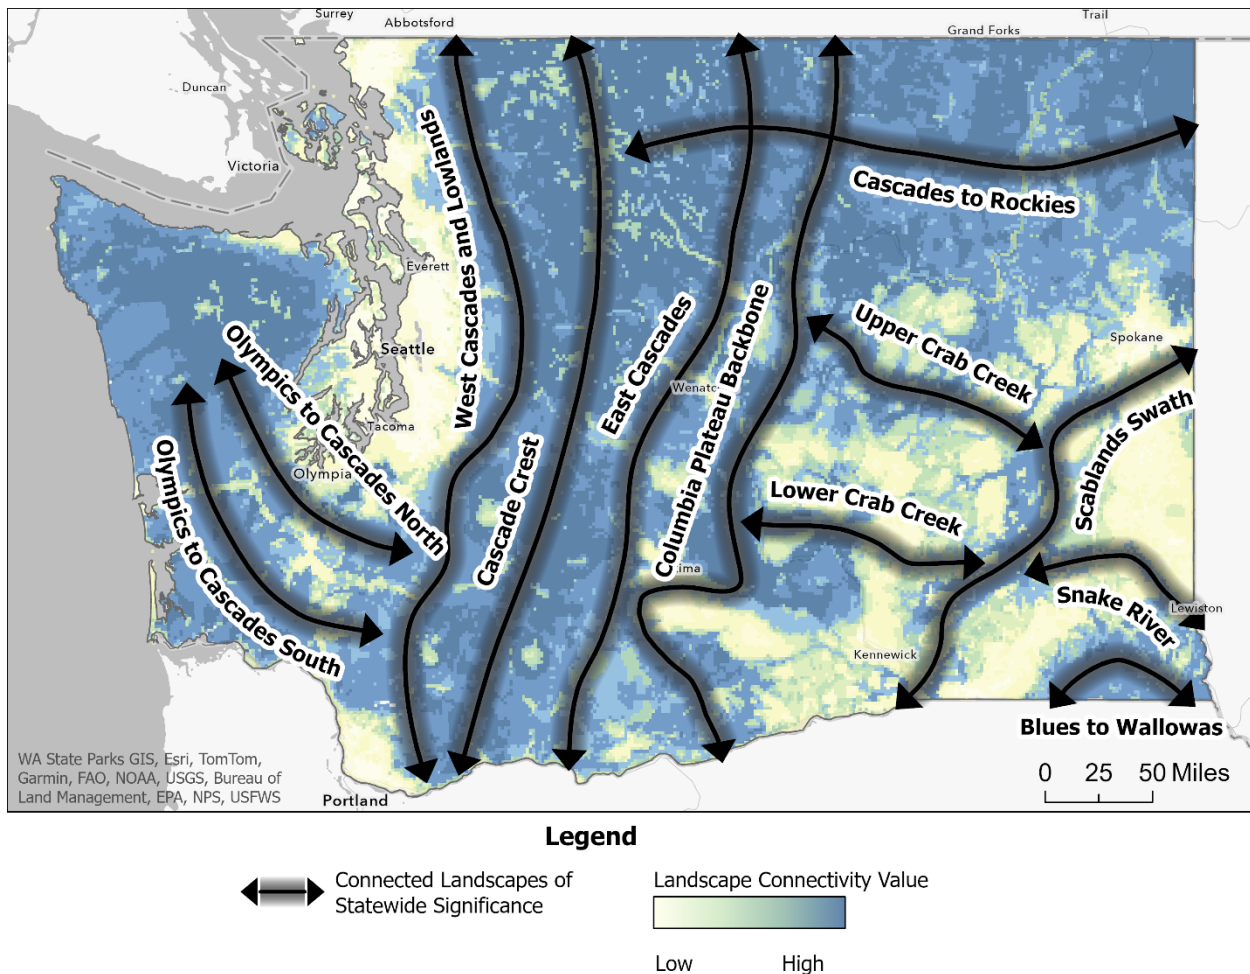 Surrey
Abbotsford
Trail
Grand Forks
Duncan
Victoria
West Cascades and Lowlands
Cascades to Rockies
Everett
Olympics to Cascades North
Seattle
East Cascades
Wenatc
Columbia Plateau Backbone
Upper Crab Creek
Spokane
Tacoma
Olympia
Olympics to Cascades South
Cascade Crest
Lower Crab Creek
Scablands Swath
kima
Snake River
Lewiston
Kennewick
Blues to Wallowas
WA State Parks GIS, Esri, TomTom,
Garmin, FAO, NOAA, USGS, Bureau of
Land Management, EPA, NPS, USFWS
Portland
0 25 50 Miles
Legend
Connected Landscapes of
Statewide Significance
Landscape Connectivity Value
Low High